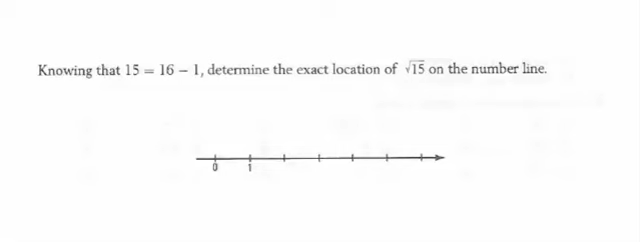 Knowing that 15 = 16 – 1, determine the exact location of √15 on the number line.
0 1